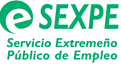 e SEXPE
Servicio Extremeño
Público de Empleo